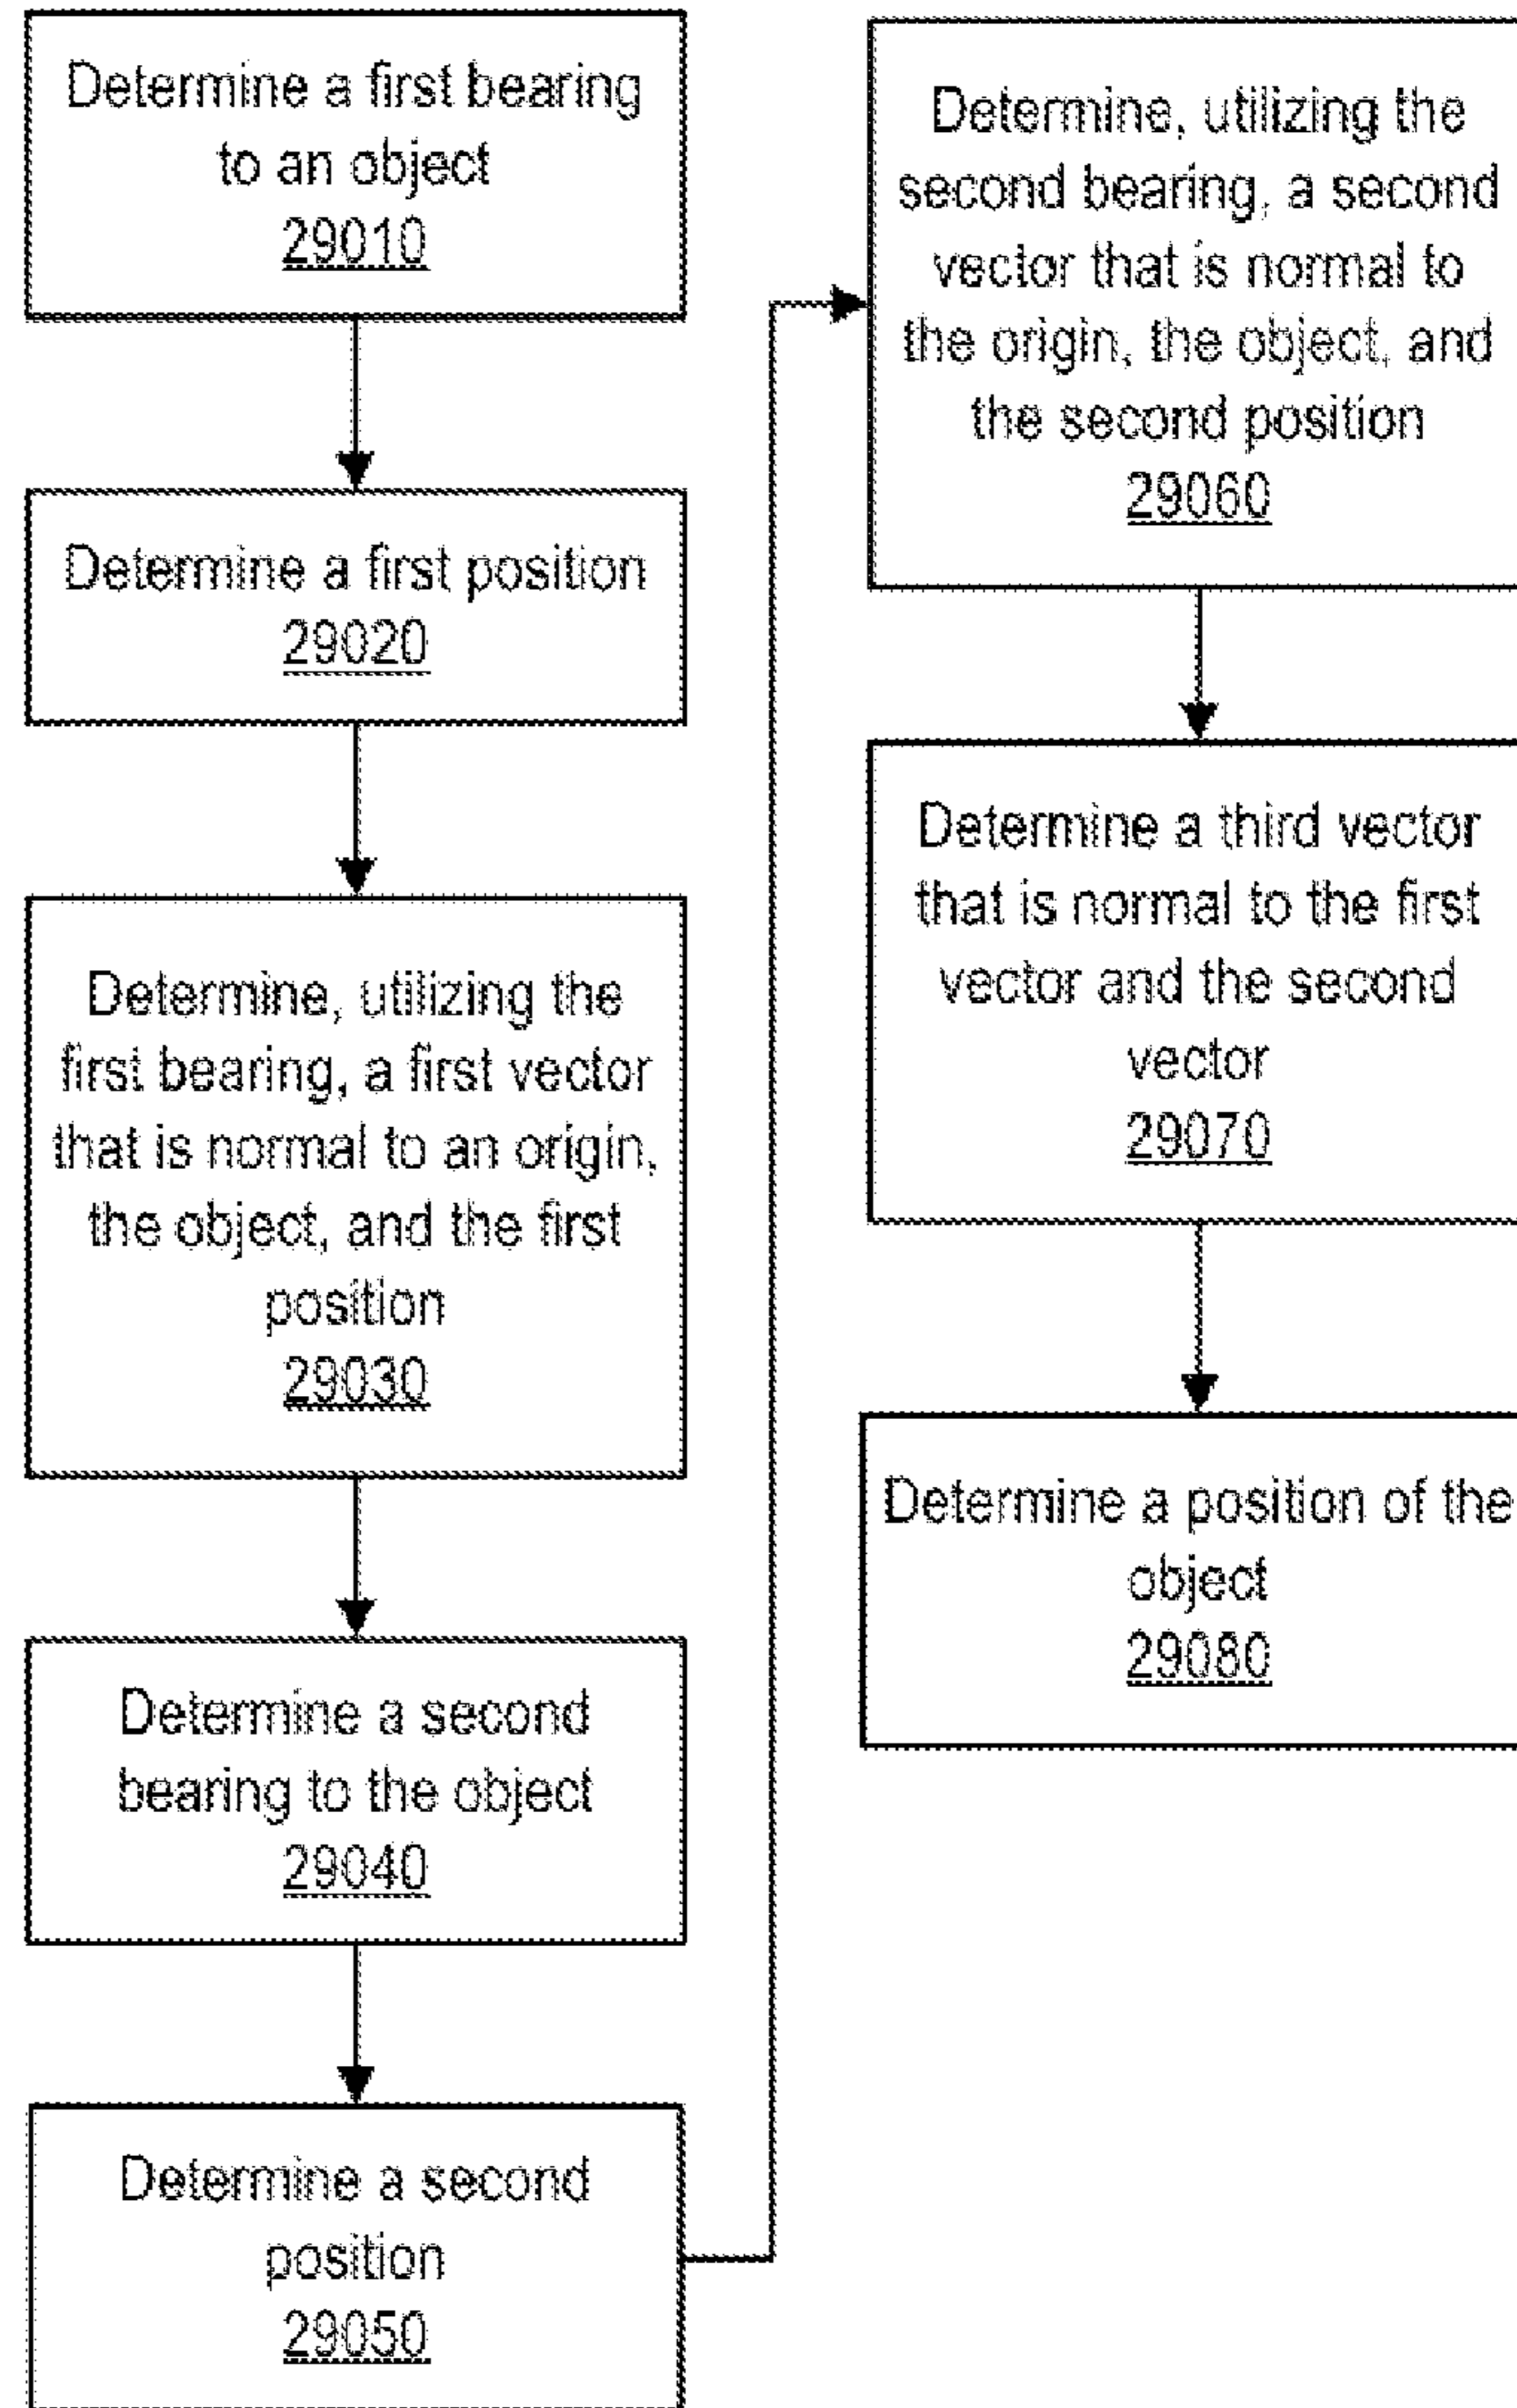 Determine a first bearing
to an object
29010
Determine a first position
29020
Determine, utilizing the
first bearing, a first vector
that is normal to an origin,
the object, and the first
position
29030
Determine a second
bearing to the object
29040
Determine a second
position
29050
Determine, utilizing the
second bearing, a second
vector that is normal to
the origin, the object, and
the second position
29060
Determine a third vector
that is normal to the first
vector and the second
vector
29070
Determine a position of the
object
29080